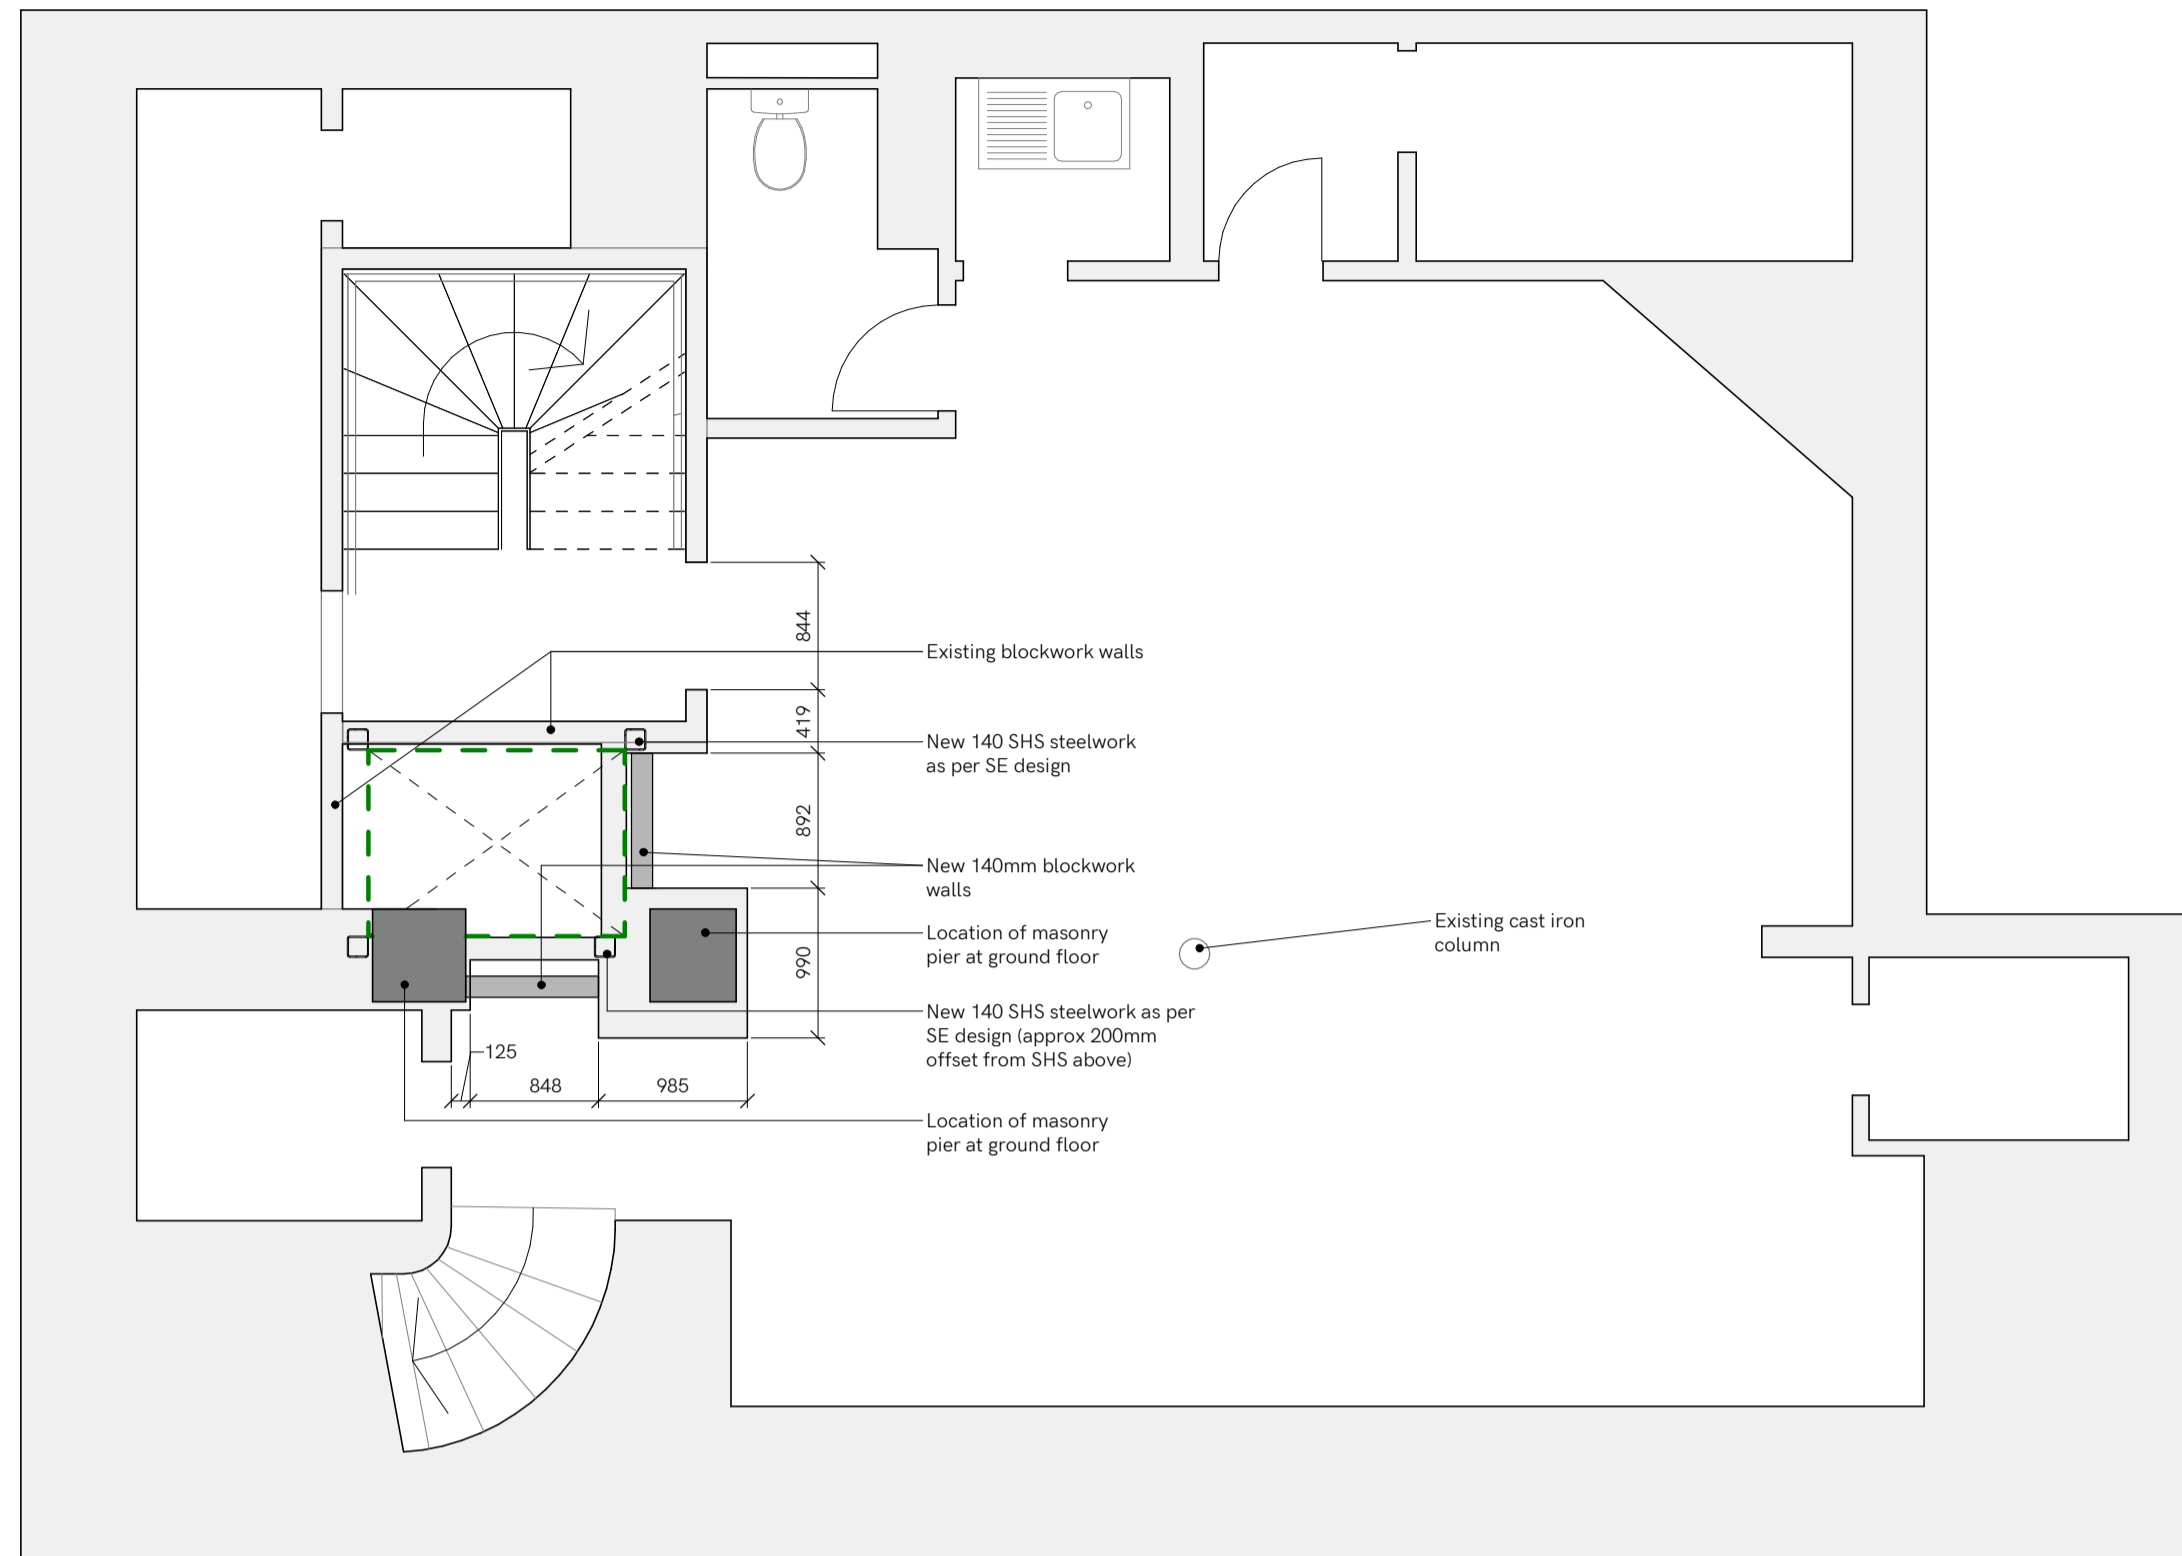 844
Existing blockwork walls
419
New 140 SHS steelwork
as per SE design
892
New 140mm blockwork
walls
Location of masonry
pier at ground floor
Existing cast iron
column
990
New 140 SHS steelwork as per
SE design (approx 200mm
offset from SHS above)
125
848
985
Location of masonry
pier at ground floor